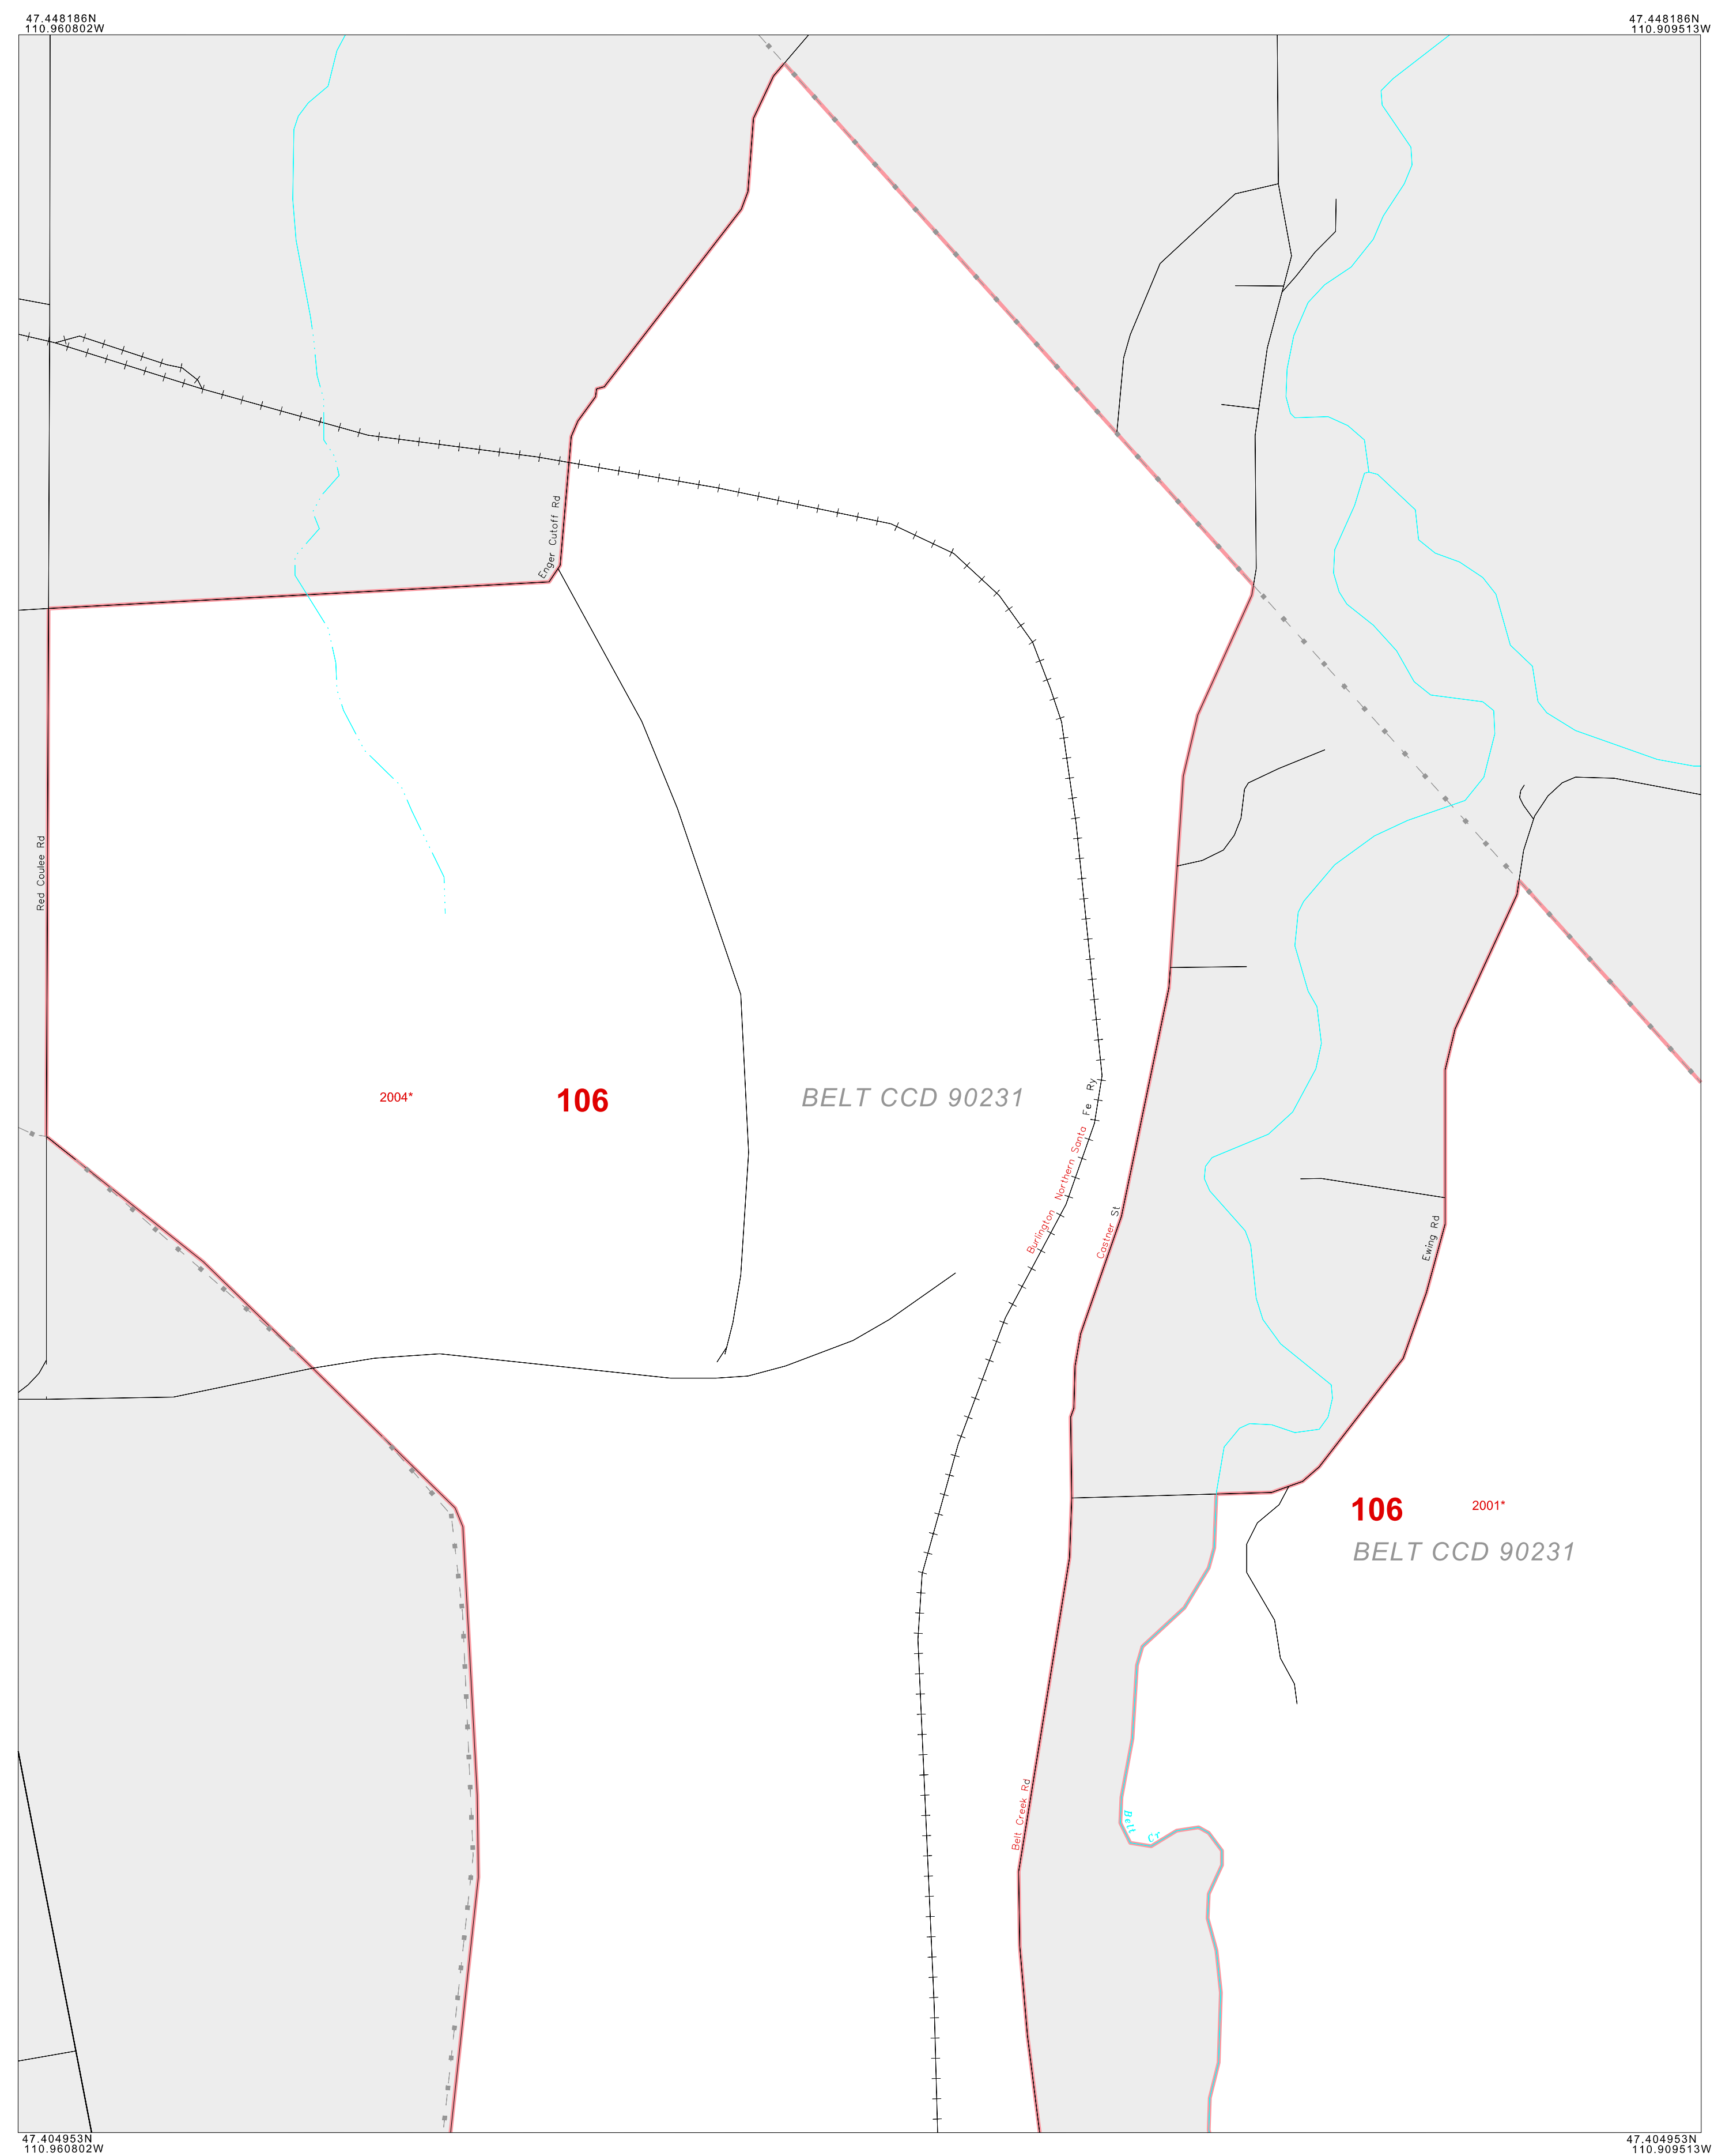 47.448186N
110.960802W
47.448186N
110.909513W
Enger Cutoff Rd
Red Coulee Rd
2004*
106
BELT CCD 90231
Burlington Northern Santa Fe Ry
Castner St
Ewing Rd
106
2001*
BELT CCD 90231
Belt Creek Rd
Belt Cr
47.404953N
110.960802W
47.404953N
110.909513W